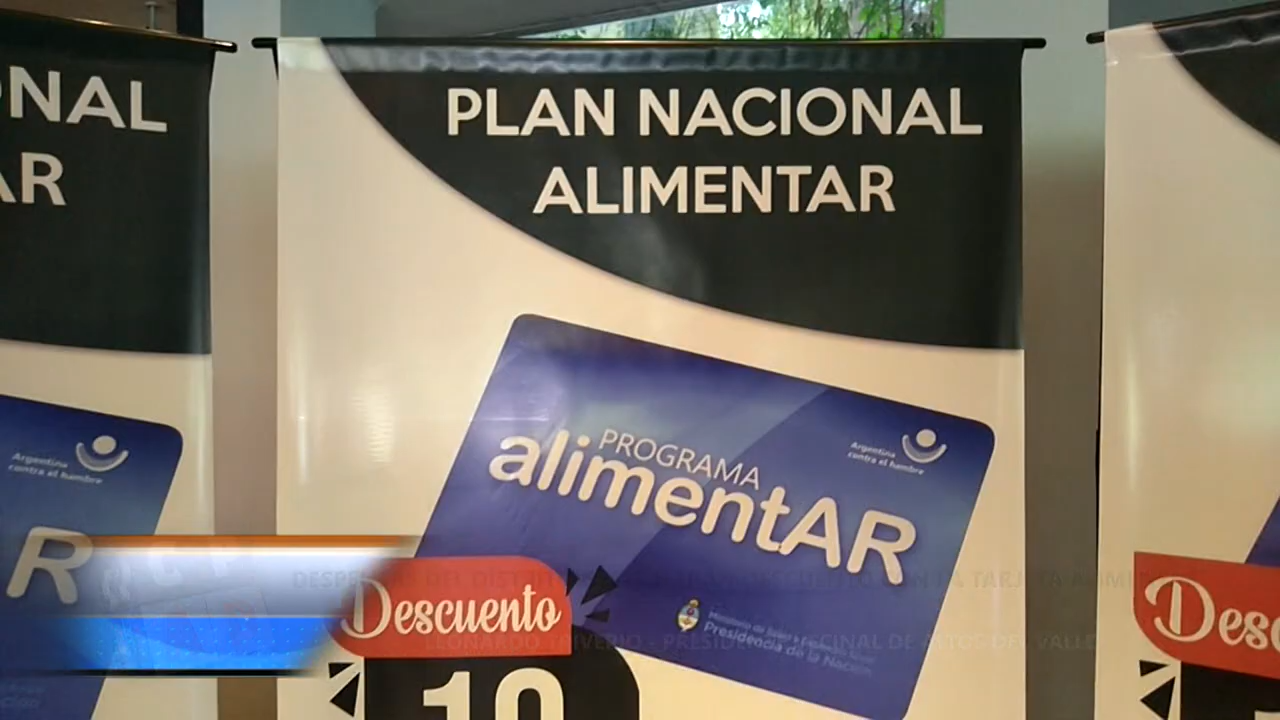 PLAN NACIONAL
ALIMENTAR
PROGRAMA
alimentAR
Argentina
contra el hambre
Descuento
10
Presidencia de la Nación
NAL
AR
Argentina
contra el hambre
R
Des